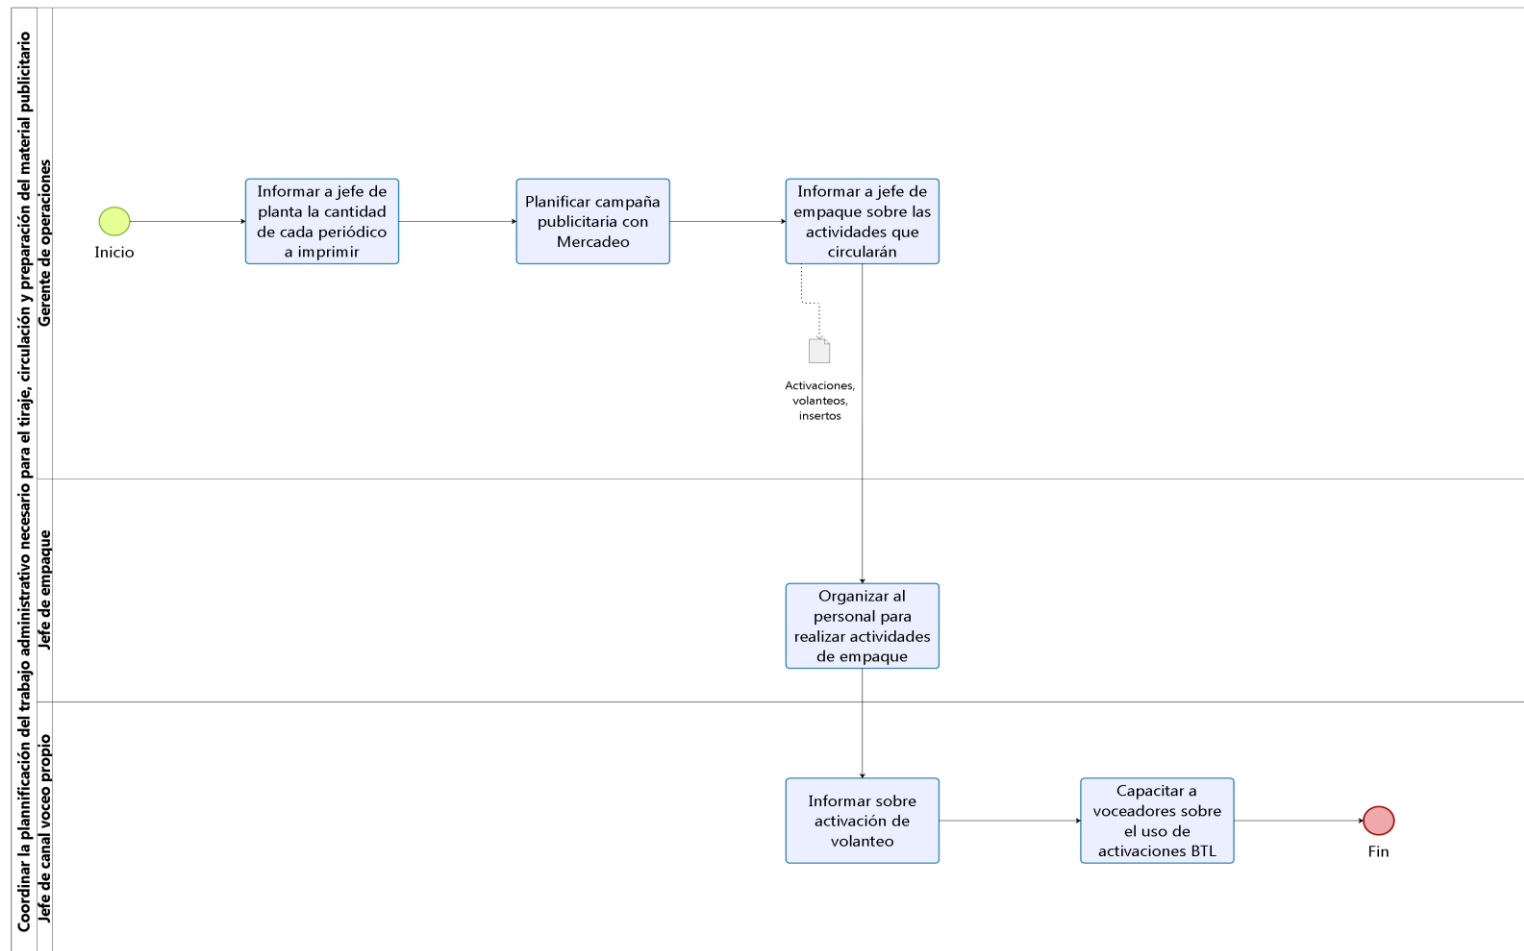 Coordinar la plannificación del trabajo administrativo necesario para el tiraje, circulación y preparación del material publicitario
Gerente de operaciones
Inicio
Informar a jefe de
planta la cantidad
de cada periódico
a imprimir
Planificar campaña
publicitaria con
Mercadeo
Informar a jefe de
empaque sobre las
actividades que
circularán
Activaciones,
volanteos,
insertos
Jefe de empaque
Organizar al
personal para
realizar actividades
de empaque
Jefe de canal voceo propio
Informar sobre
activación de
volanteo
Capacitar a
voceadores sobre
el uso de
activaciones BTL
Fin